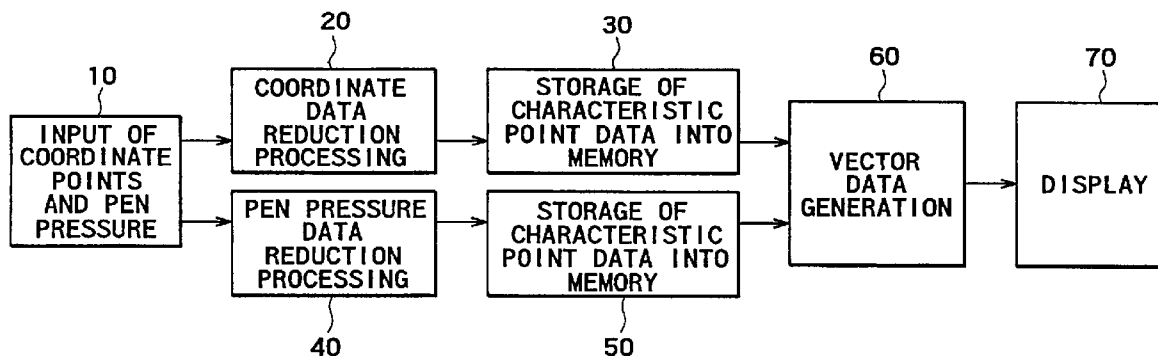 10
INPUT OF
COORDINATE
POINTS
AND PEN
PRESSURE
20
COORDINATE
DATA
REDUCTION
PROCESSING
30
STORAGE OF
CHARACTERISTIC
POINT DATA INTO
MEMORY
PEN PRESSURE
DATA
REDUCTION
PROCESSING
40
STORAGE OF
CHARACTERISTIC
POINT DATA INTO
MEMORY
50
60
VECTOR
DATA
GENERATION
70
DISPLAY